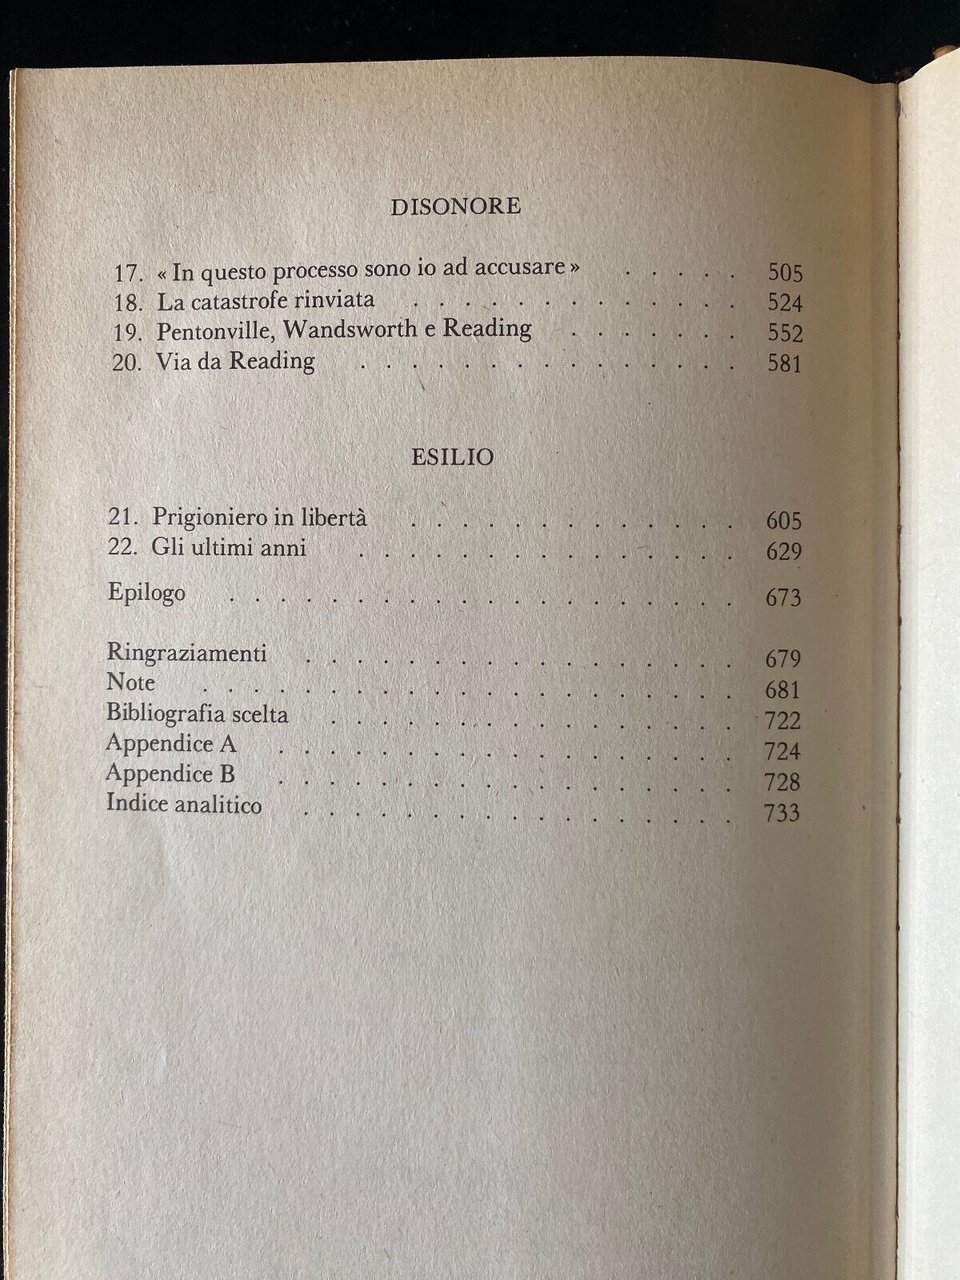 DISONORE
17. « In questo processo sono io ad accusare » . . . . . 505
18. La catastrofe rinviata . . . . . . . . . . . . . 524
19. Pentonville, Wandsworth e Reading . . . . . . . 552
20. Via da Reading . . . . . . . . . . . . . . . 581
ESILIO
21. Prigioniero in libertà . . . . . . . . . . . . . 605
22. Gli ultimi anni . . . . . . . . . . . . . . . 629
Epilogo . . . . . . . . . . . . . . . . . . . . 673
Ringraziamenti . . . . . . . . . . . . . . . . . 679
Note . . . . . . . . . . . . . . . . . . . . . 681
Bibliografia scelta . . . . . . . . . . . . . . . . 722
Appendice A . . . . . . . . . . . . . . . . . . 724
Appendice B . . . . . . . . . . . . . . . . . . 728
Indice analitico . . . . . . . . . . . . . . . . . 733